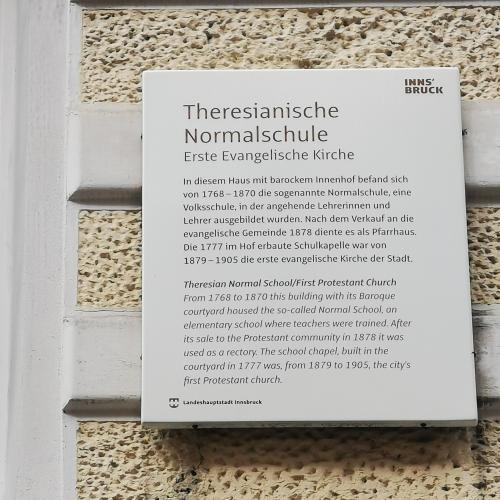 INNS'
BRUCK
Theresianische
Normalschule
Erste Evangelische Kirche
In diesem Haus mit barockem Innenhof befand sich
von 1768–1870 die sogenannte Normalschule, eine
Volksschule, in der angehende Lehrerinnen und
Lehrer ausgebildet wurden. Nach dem Verkauf an die
evangelische Gemeinde 1878 diente es als Pfarrhaus.
Die 1777 im Hof erbaute Schulkapelle war von
1879–1905 die erste evangelische Kirche der Stadt.
Theresian Normal School/First Protestant Church
From 1768 to 1870 this building with its Baroque
courtyard housed the so-called Normal School, an
elementary school where teachers were trained. After
its sale to the Protestant community in 1878 it was
used as a rectory. The school chapel, built in the
courtyard in 1777 was, from 1879 to 1905, the city's
first Protestant church.
Landeshauptstadt Innsbruck